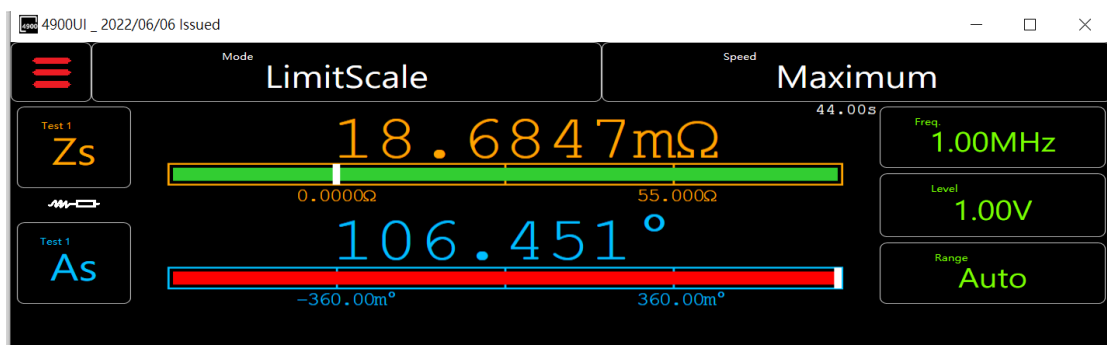 4900 4900UI _ 2022/06/06 Issued
Mode
LimitScale
Speed
Maximum
44.00s
Test 1
Zs
18.6847mΩ
0.0000Ω 55.000Ω
Test 1
As
106.451°
-360.00m° 360.00m°
Freq.
1.00MHz
Level
1.00V
Range
Auto